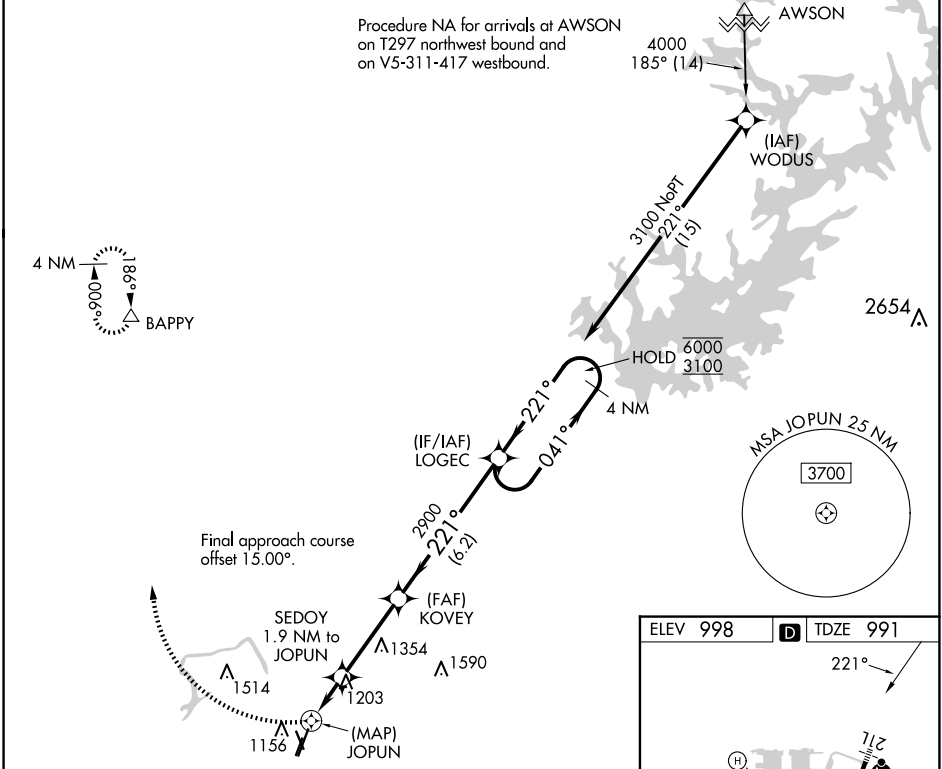 Procedure NA for arrivals at AWSON
on T297 northwest bound and
on V5-311-417 westbound.
AWSON
4000
185° (14)
(IAF)
WODUS
3100 NoPT
221°
(15)
4 NM
186°
006°
BAPPY
2654
HOLD 6000
3100
4 NM
221°
041°
(IF/IAF)
LOGEC
MSA JOPUN 25 NM
3700
2900
221°
(6.2)
Final approach course
offset 15.00°.
(FAF)
KOVEY
SEDOY
1.9 NM to
JOPUN
1354
1590
1514
1203
1156
(MAP)
JOPUN
ELEV 998 D TDZE 991
221°
21L
H